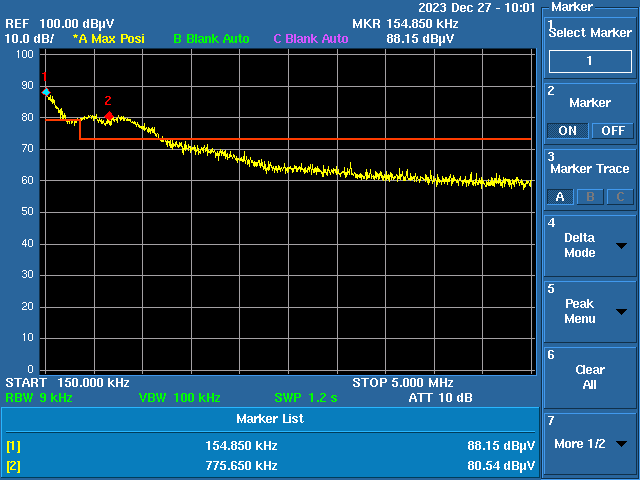 2023 Dec 27 - 10:01
Marker
REF 100.00 dBµV
MKR 154.850 kHz
10.0 dB/ *A Max Posi B Blank Auto C Blank Auto 88.15 dBµV
1
Select Marker
1
2
Marker
ON OFF
3
Marker Trace
A B C
4
Delta
Mode
5
Peak
Menu
6
Clear
All
7
More 1/2
100
90
80
70
60
50
40
30
20
10
0
1
2
START 150.000 kHz STOP 5.000 MHz
RBW 9 kHz VBW 100 kHz SWP 1.2 s ATT 10 dB
Marker List
[1] 154.850 kHz 88.15 dBµV
[2] 775.650 kHz 80.54 dBµV